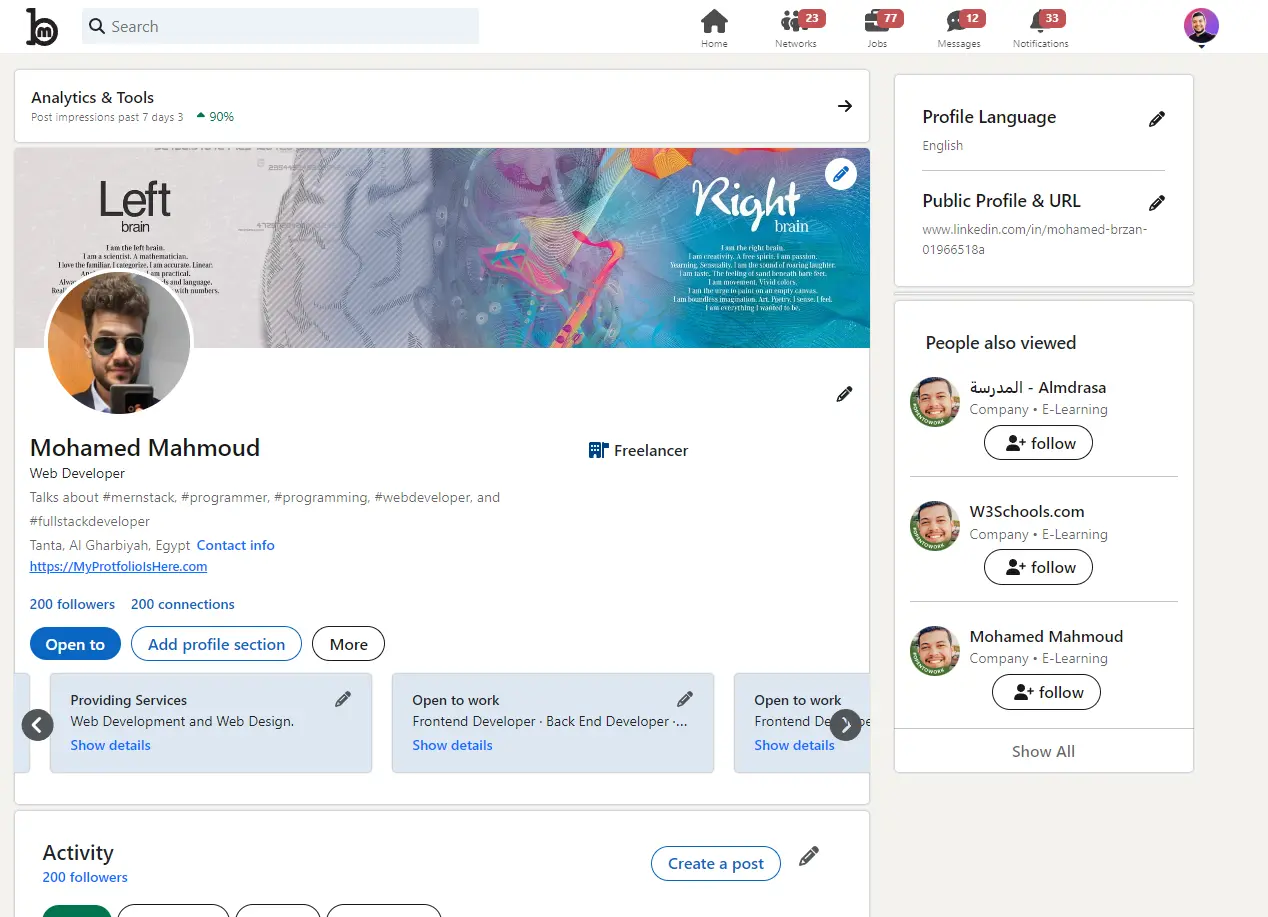 bm
Search
23
77
12
33
Home
Networks
Jobs
Messages
Notifications
Analytics & Tools
Post impressions past 7 days 3 90%
Left
brain
I am the left brain.
I am a scientist. A mathematician.
I love the familiar. I categorize. I am accurate. Linear.
am practical.
and language.
with numbers.
Right
brain
I am the right brain.
I am creativity. A free spirit. I am passion.
Yearning. Sensuality. I am the sound of roaring laughter.
I am taste. The feeling of sand beneath bare feet.
I am movement. Vivid colors.
I am the urge to paint on an empty canvas.
I am boundless imagination. Art. Poetry. I sense. I feel.
I am everything I wanted to be.
Mohamed Mahmoud
Freelancer
Web Developer
Talks about #mernstack, #programmer, #programming, #webdeveloper, and
#fullstackdeveloper
Tanta, Al Gharbiyah, Egypt Contact info
https://MyProtfolioIsHere.com
200 followers 200 connections
Open to
Add profile section
More
Providing Services
Web Development and Web Design.
Show details
Open to work
Frontend Developer · Back End Developer ·...
Show details
Open to work
Frontend De
Show details
Activity
200 followers
Create a post
Profile Language
English
Public Profile & URL
www.linkedin.com/in/mohamed-brzan-
01966518a
People also viewed
المدرسة - Almdrasa
Company • E-Learning
follow
#OPENTOWORK
W3Schools.com
Company • E-Learning
follow
#OPENTOWORK
Mohamed Mahmoud
Company • E-Learning
follow
#OPENTOWORK
Show All